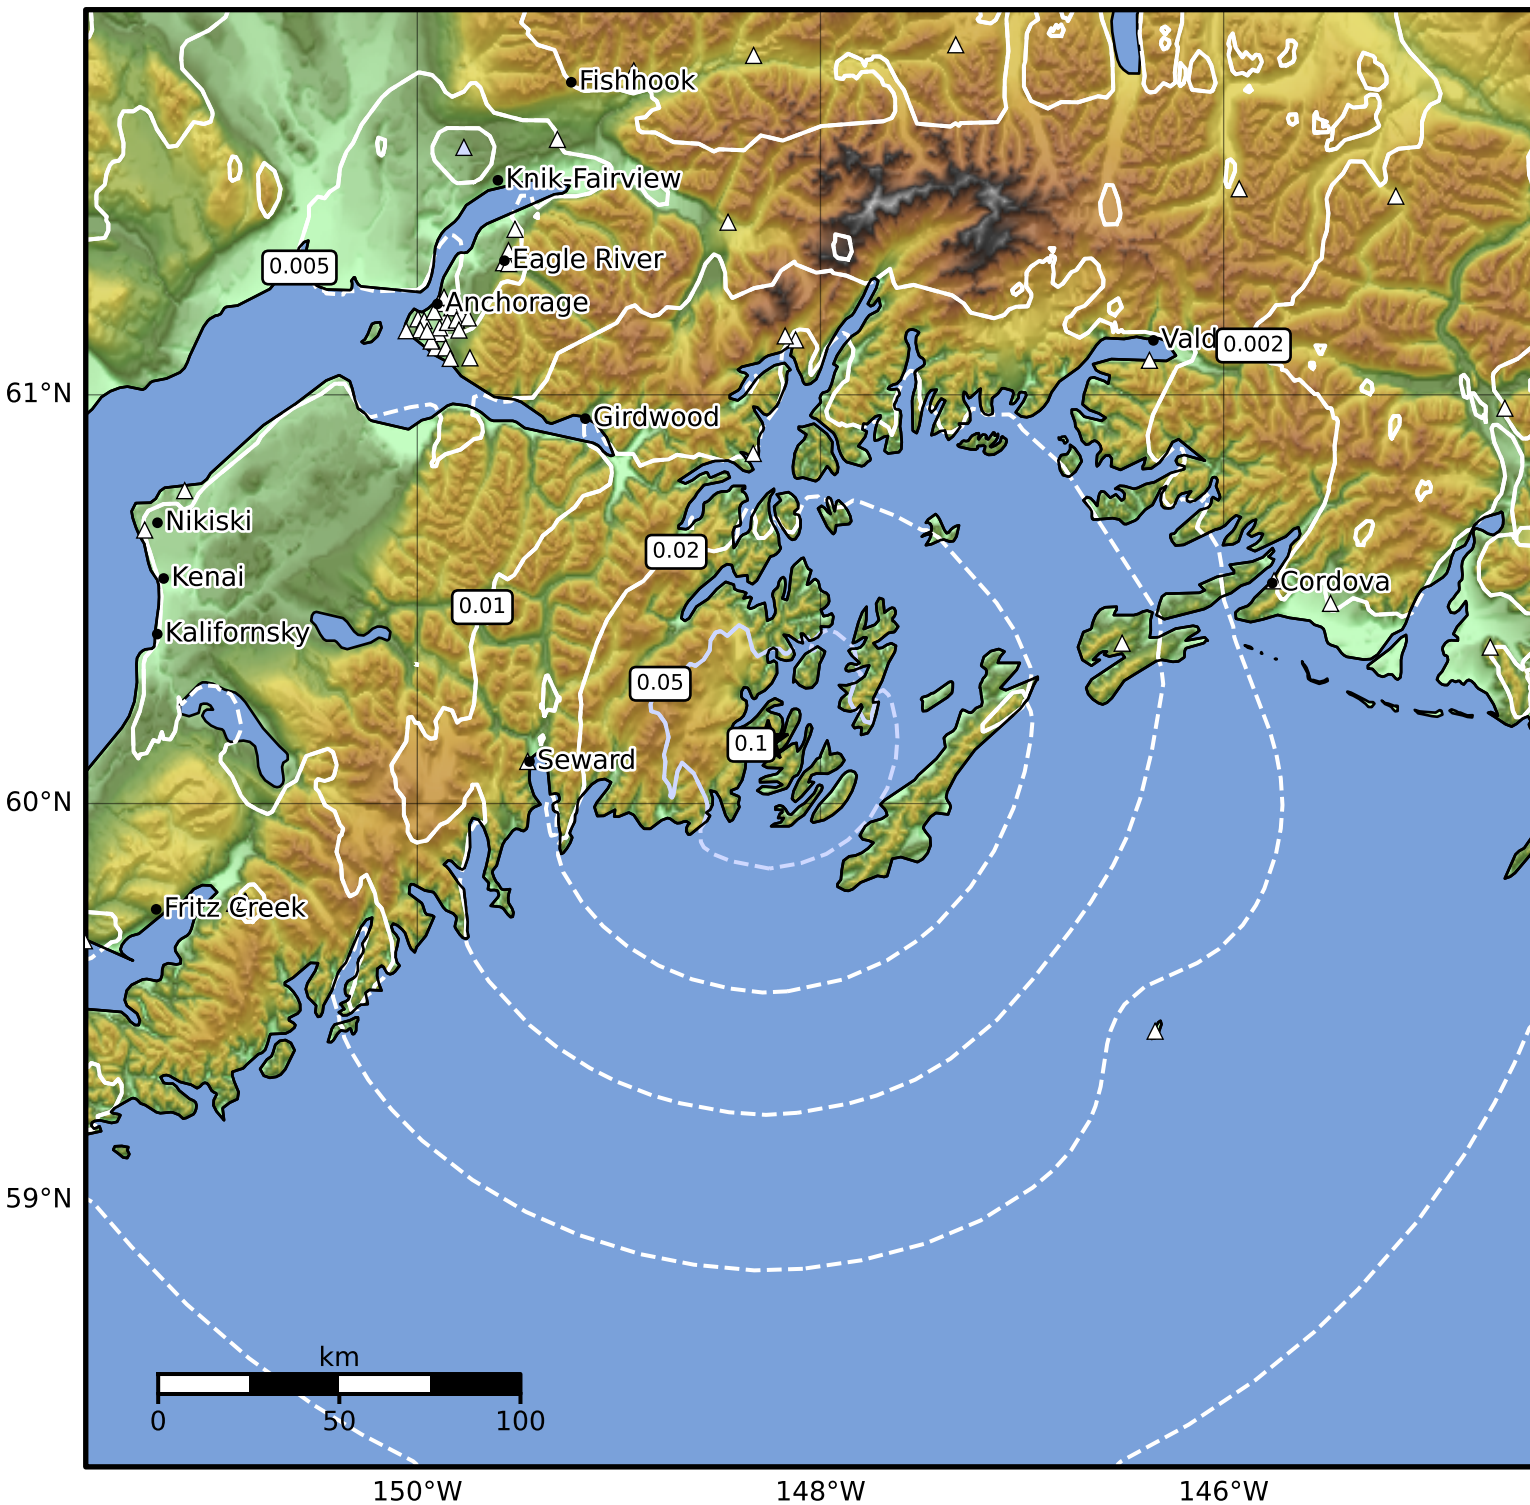 Fishhook
Knik-Fairview
Eagle River
0.005
Anchorage
Vald
0.002
61°N
Girdwood
Nikiski
0.02
Kenai
Cordova
0.01
Kalifornsky
0.05
0.1
Seward
60°N
Fritz Creek
59°N
km
0 50 100
150°W 148°W 146°W